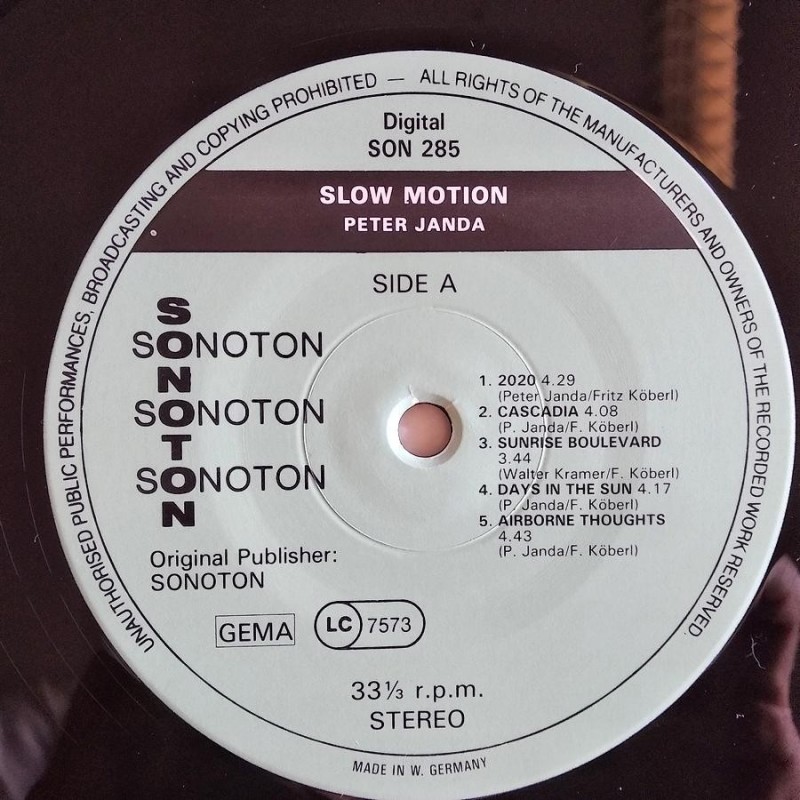 UNAUTHORISED PUBLIC PERFORMANCES, BROADCASTING AND COPYING PROHIBITED — ALL RIGHTS OF THE MANUFACTURERS AND OWNERS OF THE RECORDED WORK RESERVED.
Digital
SON 285
SLOW MOTION
PETER JANDA
SIDE A
SONOTON
SONOTON
SONOTON
SONOTON
1. 2020 4.29
(Peter Janda/Fritz Köberl)
2. CASCADIA 4.08
(P. Janda/F. Köberl)
3. SUNRISE BOULEVARD
3.44
(Walter Kramer/F. Köberl)
4. DAYS IN THE SUN 4.17
(P. Janda/F. Köberl)
5. AIRBORNE THOUGHTS
4.43
(P. Janda/F. Köberl)
Original Publisher:
SONOTON
GEMA
LC 7573
33⅓ r.p.m.
STEREO
MADE IN W. GERMANY